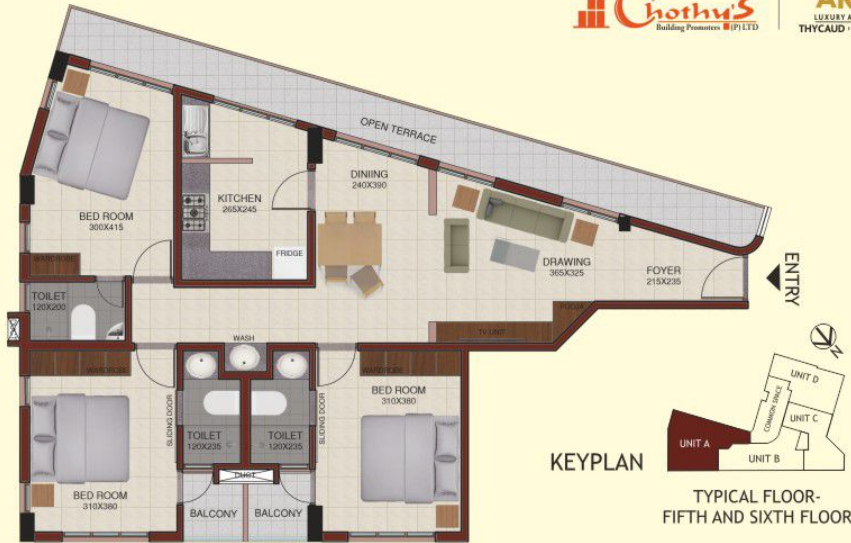 Chothy's
Building Promoters (P) LTD
LUXURY A
THYCAUD
OPEN TERRACE
BED ROOM
300X415
WARDROBE
KITCHEN
265X245
FRIDGE
DINIING
240X390
DRAWING
365X325
FOYER
215X235
ENTRY
POOJA
TV UNIT
TOILET
120X200
WASH
WARDROBE
SLIDING DOOR
TOILET
120X235
TOILET
120X235
SLIDING DOOR
WARDROBE
BED ROOM
310X380
BED ROOM
310X380
DUCT
BALCONY
BALCONY
N
KEYPLAN
UNIT D
COMMON SPACE
UNIT C
UNIT A
UNIT B
TYPICAL FLOOR-
FIFTH AND SIXTH FLOOR